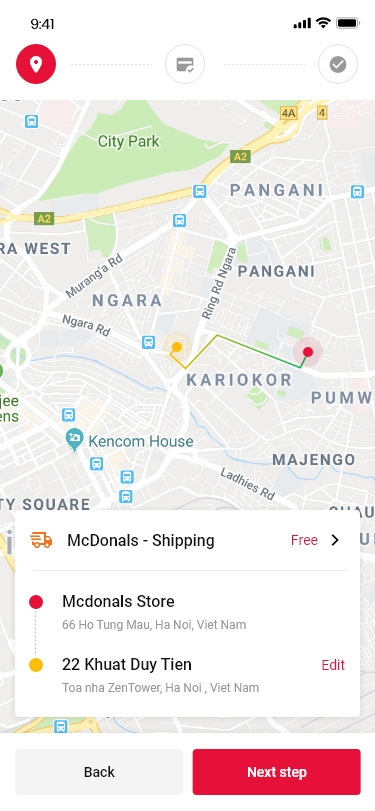 9:41
4A
4
City Park
A2
PANGANI
A2
RA WEST
PANGANI
Murang'a Rd
Ring Rd Ngara
NGARA
Ngara Rd
KARIOKOR
jee
ens
PUMW
Kencom House
MAJENGO
Ladhies Rd
TY SQUARE
McDonals - Shipping
Free
Mcdonals Store
66 Ho Tung Mau, Ha Noi, Viet Nam
22 Khuat Duy Tien
Edit
Toa nha ZenTower, Ha Noi , Viet Nam
Back
Next step